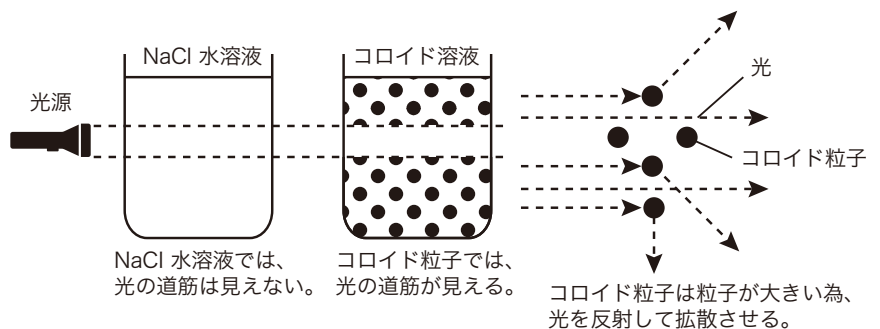 NaCl 水溶液
コロイド溶液
光源
光
コロイド粒子
NaCl 水溶液では、
光の道筋は見えない。
コロイド粒子では、
光の道筋が見える。
コロイド粒子は粒子が大きい為、
光を反射して拡散させる。